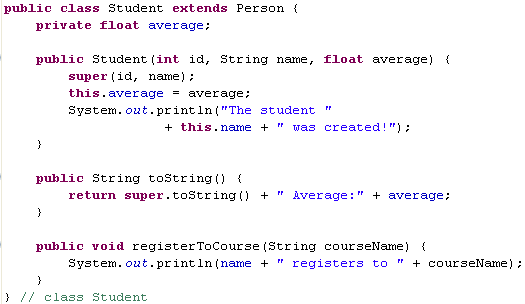 public class Student extends Person {
    private float average;

    public Student(int id, String name, float average) {
        super(id, name);
        this.average = average;
        System.out.println("The student "
                    + this.name + " was created!");
    }

    public String toString() {
        return super.toString() + " Average:" + average;
    }

    public void registerToCourse(String courseName) {
        System.out.println(name + " registers to " + courseName);
    }
} // class Student